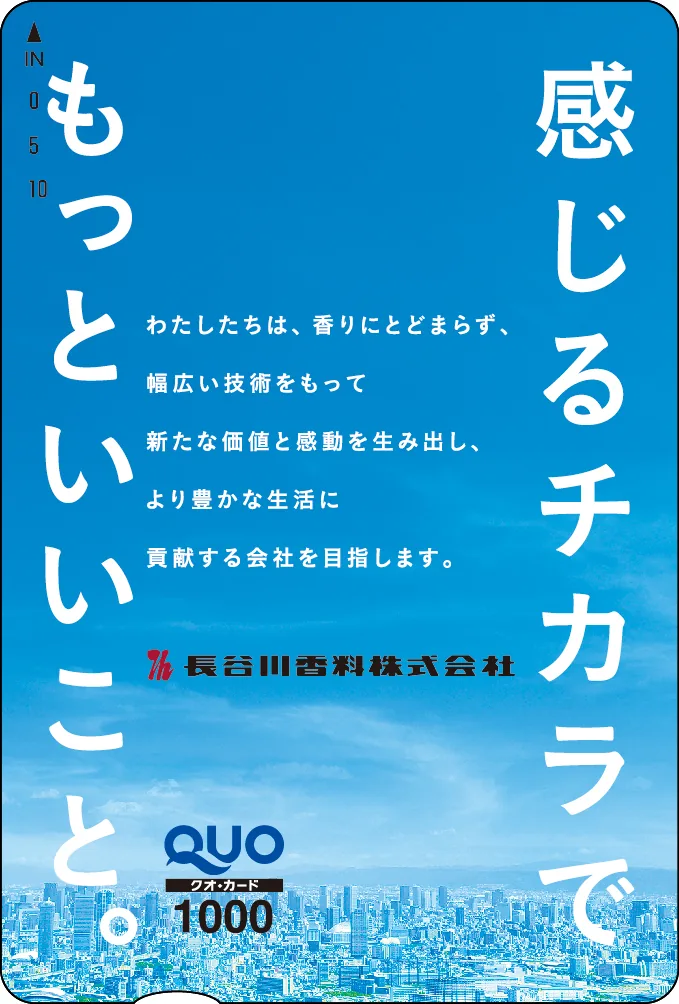 感じるチカラで
もっといいこと。
わたしたちは、香りにとどまらず、
幅広い技術をもって
新たな価値と感動を生み出し、
より豊かな生活に
貢献する会社を目指します。
長谷川香料株式会社
QUO
クオ・カード
1000
▲
IN
0
5
10